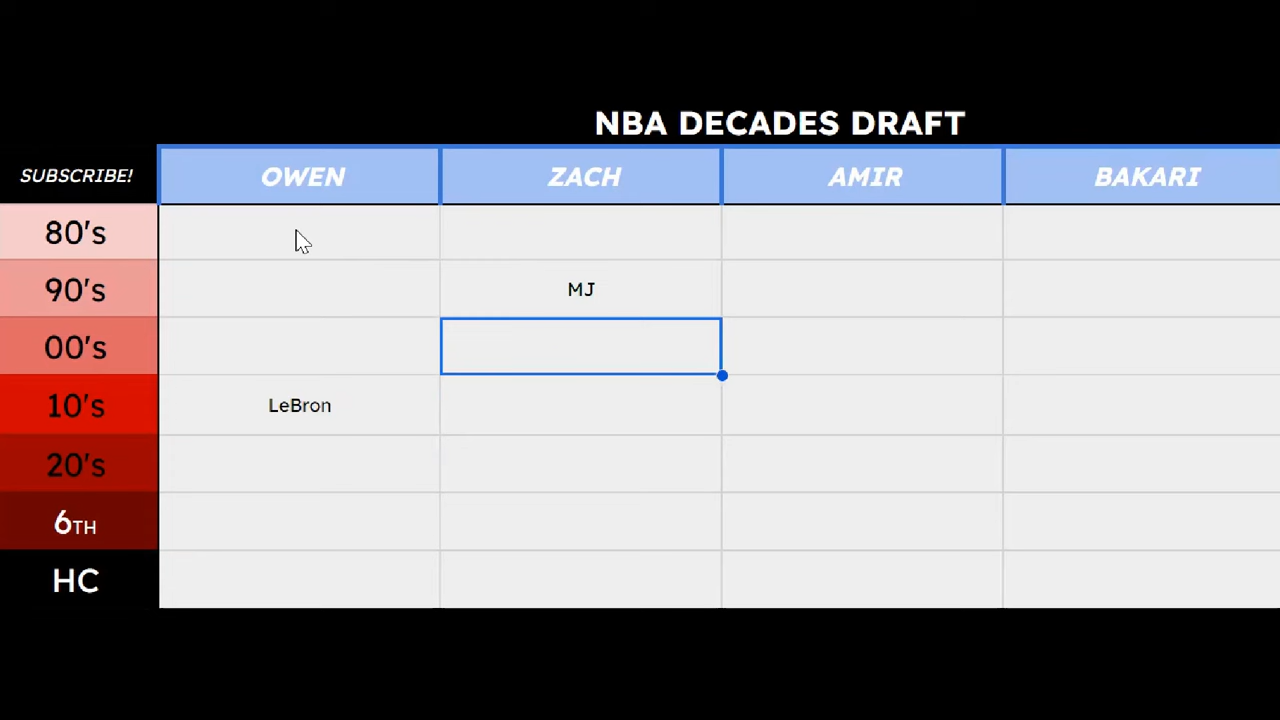 NBA DECADES DRAFT
SUBSCRIBE! OWEN ZACH AMIR BAKARI
80's
90's MJ
00's
10's LeBron
20's
6TH
HC